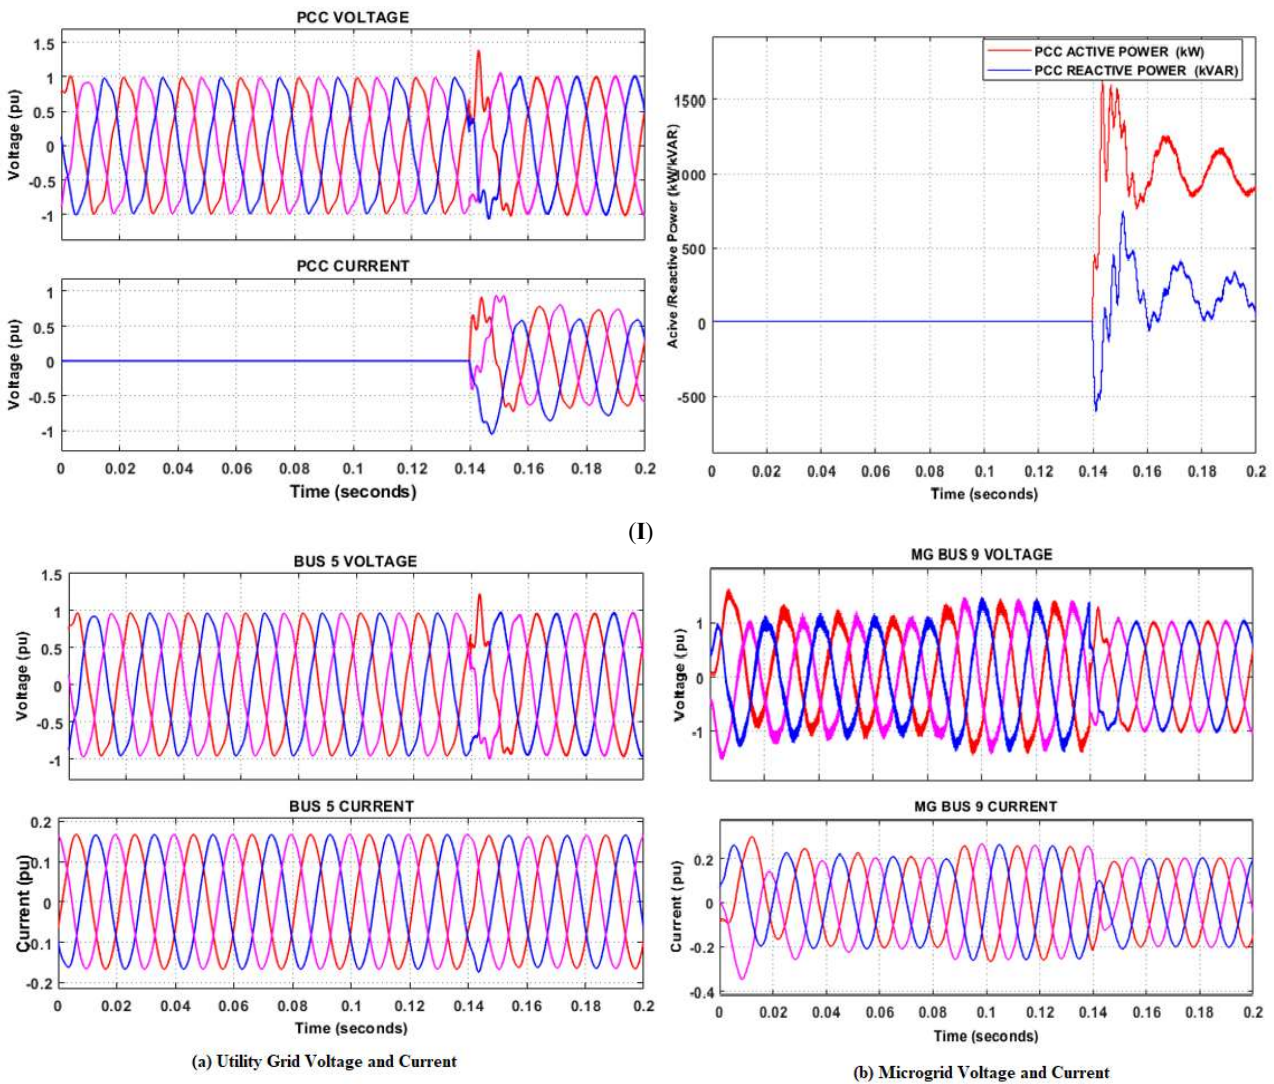 PCC VOLTAGE
Voltage (pu)
1.5
1
0.5
0
-0.5
-1
PCC CURRENT
Voltage (pu)
1
0.5
0
-0.5
-1
0 0.02 0.04 0.06 0.08 0.1 0.12 0.14 0.16 0.18 0.2
Time (seconds)
PCC ACTIVE POWER (kW)
PCC REACTIVE POWER (kVAR)
Acive /Reactive Power (kW/kVAR)
1500
1000
500
0
-500
0 0.02 0.04 0.06 0.08 0.1 0.12 0.14 0.16 0.18 0.2
Time (seconds)
(I)
BUS 5 VOLTAGE
Voltage (pu)
1.5
1
0.5
0
-0.5
-1
BUS 5 CURRENT
Current (pu)
0.2
0.1
0
-0.1
-0.2
0 0.02 0.04 0.06 0.08 0.1 0.12 0.14 0.16 0.18 0.2
Time (seconds)
(a) Utility Grid Voltage and Current
MG BUS 9 VOLTAGE
Voltage (pu)
1
0
-1
MG BUS 9 CURRENT
Current (pu)
0.2
0
-0.2
-0.4
0 0.02 0.04 0.06 0.08 0.1 0.12 0.14 0.16 0.18 0.2
Time (seconds)
(b) Microgrid Voltage and Current